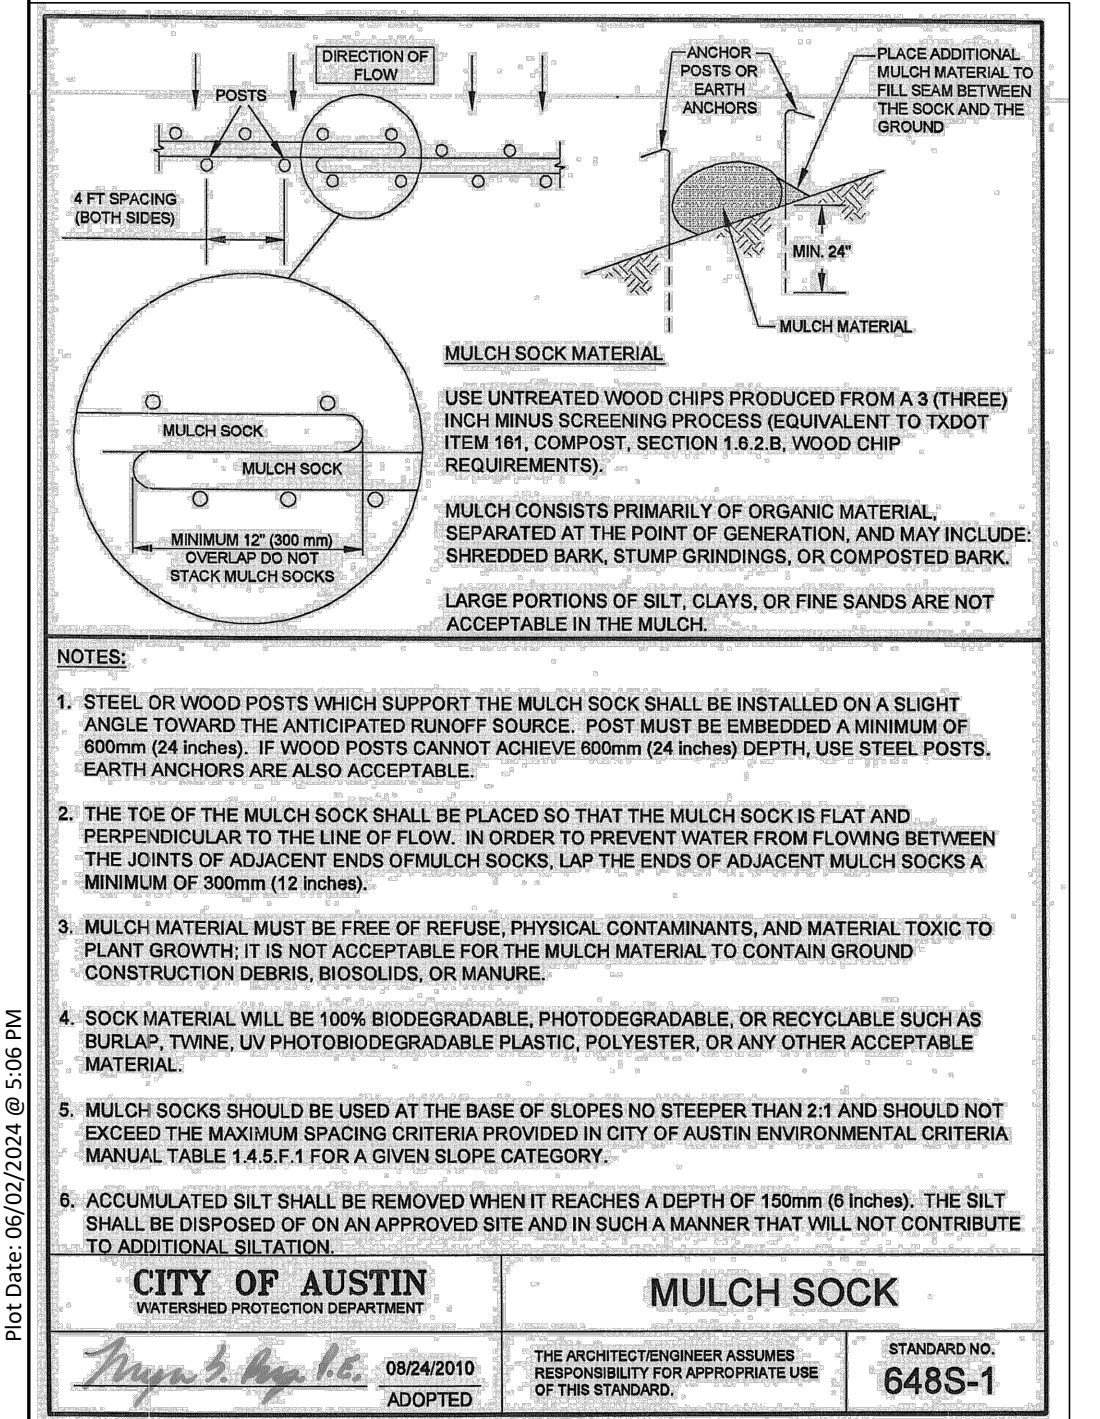 DIRECTION OF
FLOW
POSTS
4 FT SPACING
(BOTH SIDES)
ANCHOR
POSTS OR
EARTH
ANCHORS
PLACE ADDITIONAL
MULCH MATERIAL TO
FILL SEAM BETWEEN
THE SOCK AND THE
GROUND
MIN. 24"
MULCH MATERIAL
MULCH SOCK
MULCH SOCK
MINIMUM 12" (300 mm)
OVERLAP DO NOT
STACK MULCH SOCKS
MULCH SOCK MATERIAL
USE UNTREATED WOOD CHIPS PRODUCED FROM A 3 (THREE)
INCH MINUS SCREENING PROCESS (EQUIVALENT TO TXDOT
ITEM 161, COMPOST, SECTION 1.6.2.B, WOOD CHIP
REQUIREMENTS).
MULCH CONSISTS PRIMARILY OF ORGANIC MATERIAL,
SEPARATED AT THE POINT OF GENERATION, AND MAY INCLUDE:
SHREDDED BARK, STUMP GRINDINGS, OR COMPOSTED BARK.
LARGE PORTIONS OF SILT, CLAYS, OR FINE SANDS ARE NOT
ACCEPTABLE IN THE MULCH.
NOTES:
1. STEEL OR WOOD POSTS WHICH SUPPORT THE MULCH SOCK SHALL BE INSTALLED ON A SLIGHT
ANGLE TOWARD THE ANTICIPATED RUNOFF SOURCE. POST MUST BE EMBEDDED A MINIMUM OF
600mm (24 inches). IF WOOD POSTS CANNOT ACHIEVE 600mm (24 inches) DEPTH, USE STEEL POSTS.
EARTH ANCHORS ARE ALSO ACCEPTABLE.
2. THE TOE OF THE MULCH SOCK SHALL BE PLACED SO THAT THE MULCH SOCK IS FLAT AND
PERPENDICULAR TO THE LINE OF FLOW. IN ORDER TO PREVENT WATER FROM FLOWING BETWEEN
THE JOINTS OF ADJACENT ENDS OFMULCH SOCKS, LAP THE ENDS OF ADJACENT MULCH SOCKS A
MINIMUM OF 300mm (12 inches).
3. MULCH MATERIAL MUST BE FREE OF REFUSE, PHYSICAL CONTAMINANTS, AND MATERIAL TOXIC TO
PLANT GROWTH; IT IS NOT ACCEPTABLE FOR THE MULCH MATERIAL TO CONTAIN GROUND
CONSTRUCTION DEBRIS, BIOSOLIDS, OR MANURE.
4. SOCK MATERIAL WILL BE 100% BIODEGRADABLE, PHOTODEGRADABLE, OR RECYCLABLE SUCH AS
BURLAP, TWINE, UV PHOTOBIODEGRADABLE PLASTIC, POLYESTER, OR ANY OTHER ACCEPTABLE
MATERIAL.
5. MULCH SOCKS SHOULD BE USED AT THE BASE OF SLOPES NO STEEPER THAN 2:1 AND SHOULD NOT
EXCEED THE MAXIMUM SPACING CRITERIA PROVIDED IN CITY OF AUSTIN ENVIRONMENTAL CRITERIA
MANUAL TABLE 1.4.5.F.1 FOR A GIVEN SLOPE CATEGORY.
6. ACCUMULATED SILT SHALL BE REMOVED WHEN IT REACHES A DEPTH OF 150mm (6 inches). THE SILT
SHALL BE DISPOSED OF ON AN APPROVED SITE AND IN SUCH A MANNER THAT WILL NOT CONTRIBUTE
TO ADDITIONAL SILTATION.
CITY OF AUSTIN
WATERSHED PROTECTION DEPARTMENT
MULCH SOCK
P.E.
08/24/2010
ADOPTED
THE ARCHITECT/ENGINEER ASSUMES
RESPONSIBILITY FOR APPROPRIATE USE
OF THIS STANDARD.
STANDARD NO.
648S-1
Plot Date: 06/02/2024 @ 5:06 PM